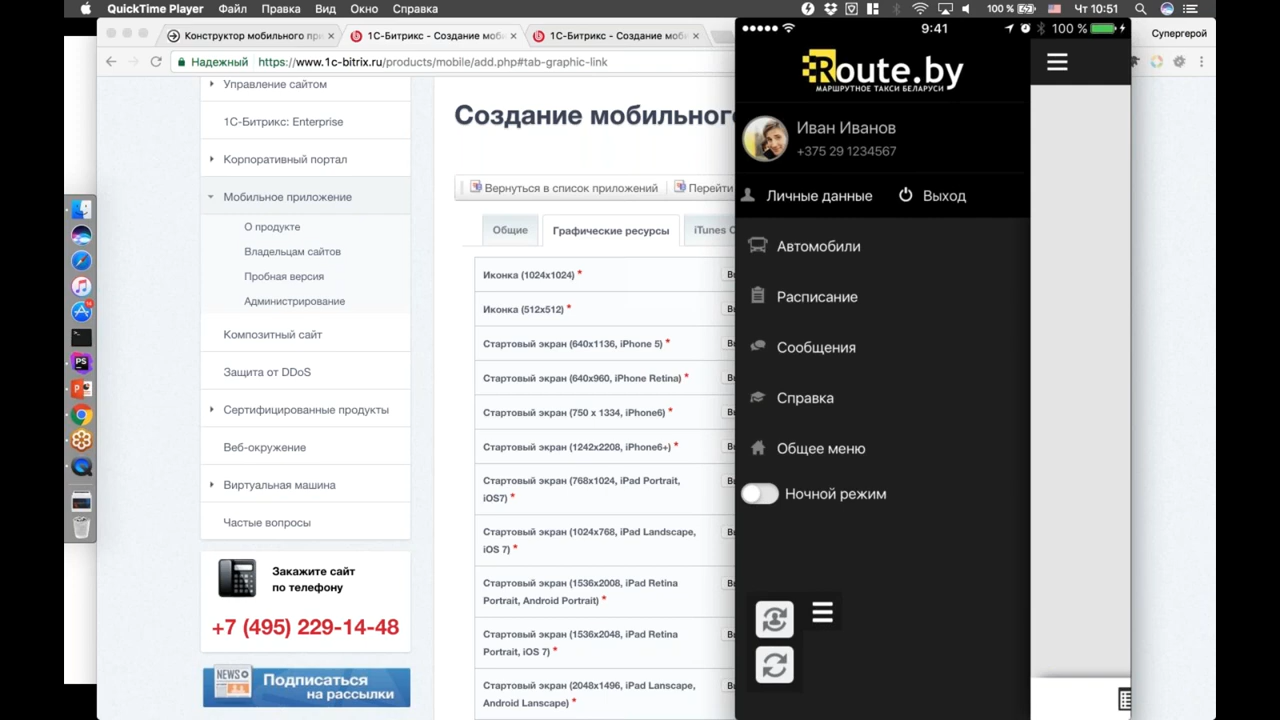 QuickTime Player Файл Правка Вид Окно Справка 100 % Чт 10:51
Конструктор мобильного пр
1С-Битрикс - Создание моб
1С-Битрикс - Создание моб
Супергерой
Надежный https://www.1c-bitrix.ru/products/mobile/add.php#tab-graphic-link
Управление сайтом
1С-Битрикс: Enterprise
Корпоративный портал
Мобильное приложение
О продукте
Владельцам сайтов
Пробная версия
Администрирование
Композитный сайт
Защита от DDoS
Сертифицированные продукты
Веб-окружение
Виртуальная машина
Частые вопросы
Закажите сайт
по телефону
+7 (495) 229-14-48
NEWS
Подписаться
на рассылки
Создание мобильног
Вернуться в список приложений
Перейти
Общие
Графические ресурсы
iTunes C
Иконка (1024x1024) *
Иконка (512x512) *
Стартовый экран (640x1136, iPhone 5) *
Стартовый экран (640x960, iPhone Retina) *
Стартовый экран (750 x 1334, iPhone6) *
Стартовый экран (1242x2208, iPhone6+) *
Стартовый экран (768x1024, iPad Portrait,
iOS7) *
Стартовый экран (1024x768, iPad Landscape,
iOS 7) *
Стартовый экран (1536x2008, iPad Retina
Portrait, Android Portrait) *
Стартовый экран (1536x2048, iPad Retina
Portrait, iOS 7) *
Стартовый экран (2048x1496, iPad Lanscape,
Android Lanscape) *
9:41
100 %
Route.by
МАРШРУТНОЕ ТАКСИ БЕЛАРУСИ
Иван Иванов
+375 29 1234567
Личные данные
Выход
Автомобили
Расписание
Сообщения
Справка
Общее меню
Ночной режим